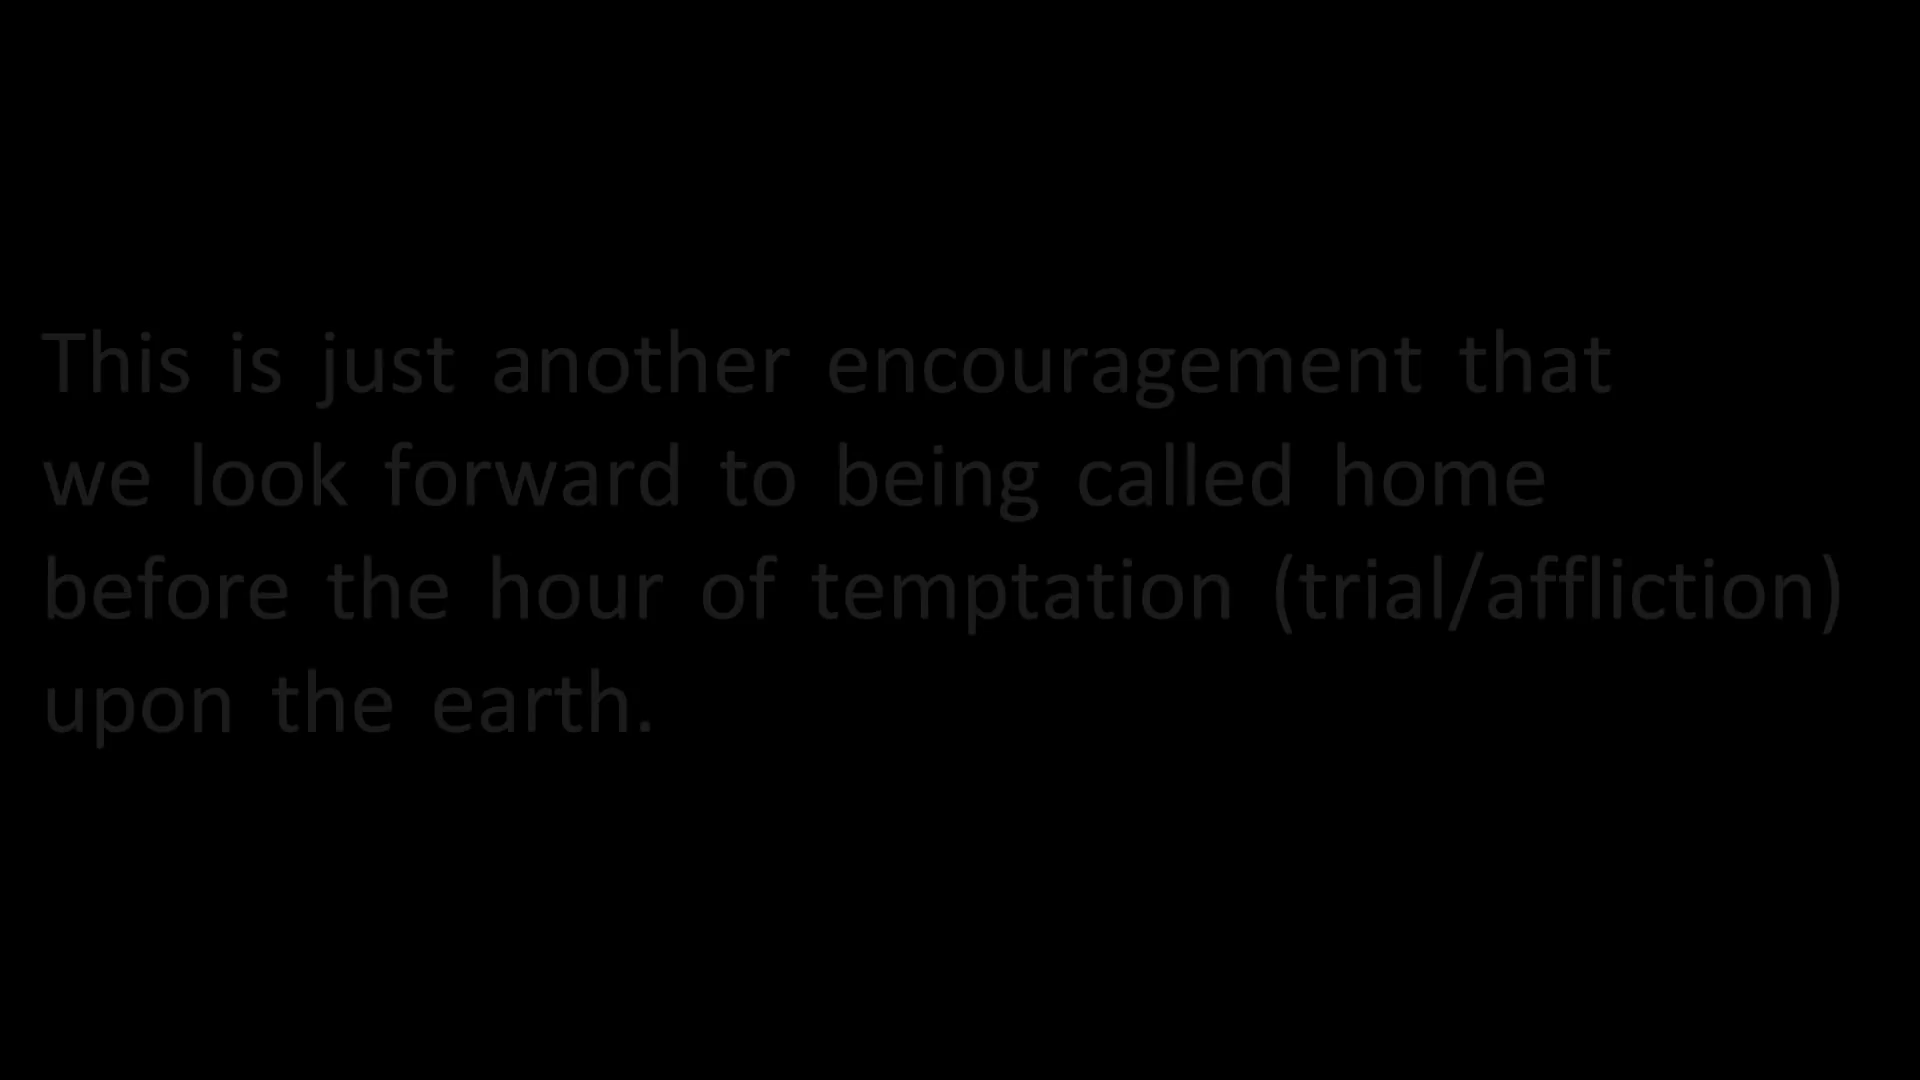 This is just another encouragement that
we look forward to being called home
before the hour of temptation (trial/affliction)
upon the earth.